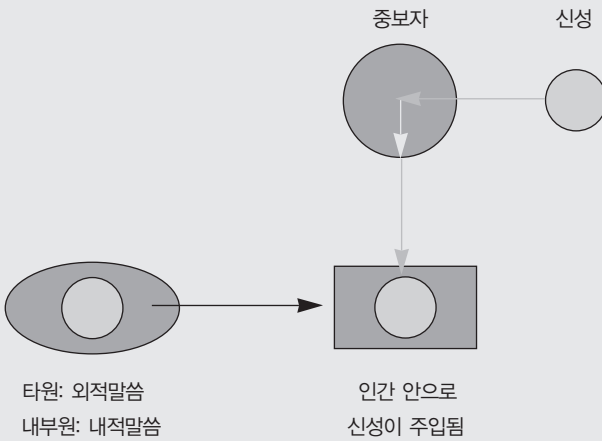 중보자
신성
타원: 외적말씀
내부원: 내적말씀
인간 안으로
신성이 주입됨